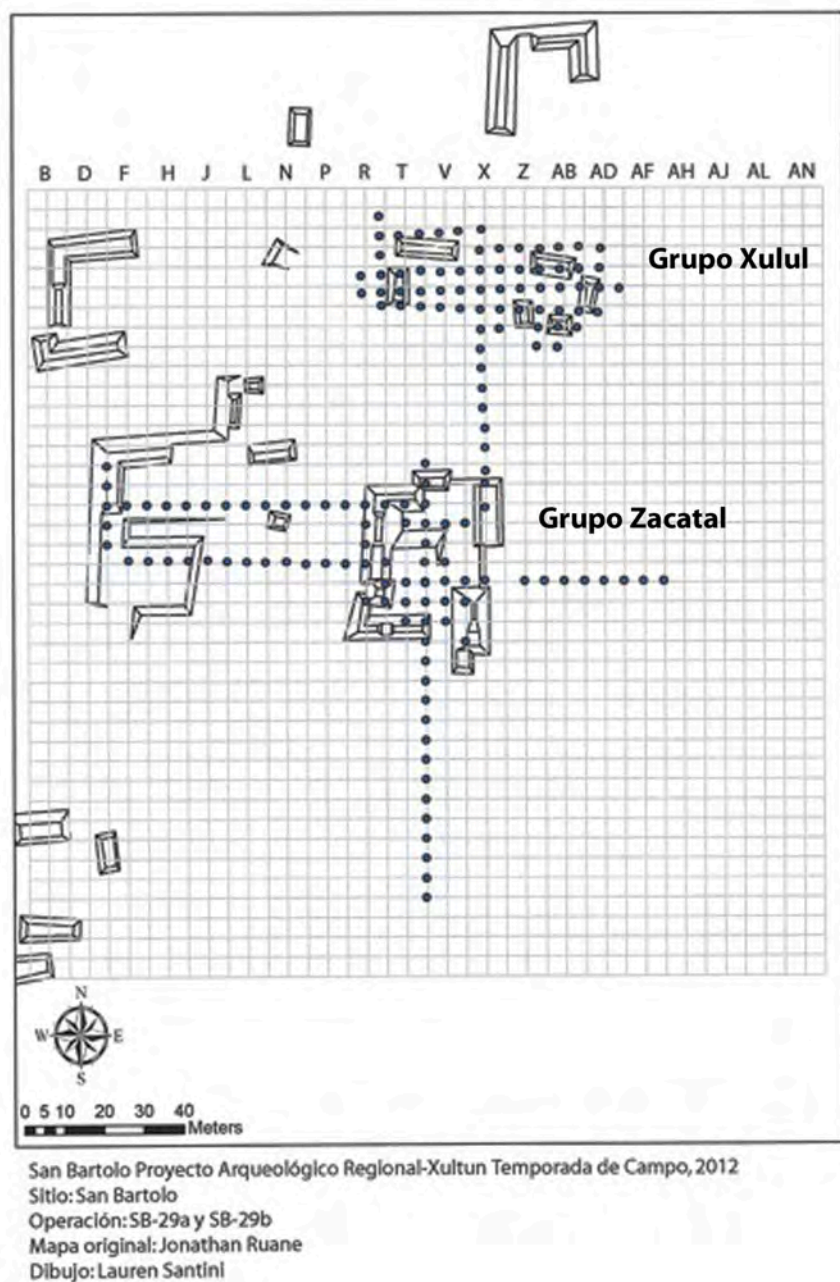 B D F H J L N P R T V X Z AB AD AF AH AJ AL AN
Grupo Xulul
Grupo Zacatal
N
W E
S
0 5 10 20 30 40
Meters
San Bartolo Proyecto Arqueológico Regional-Xultun Temporada de Campo, 2012
Sitio: San Bartolo
Operación: SB-29a y SB-29b
Mapa original: Jonathan Ruane
Dibujo: Lauren Santini